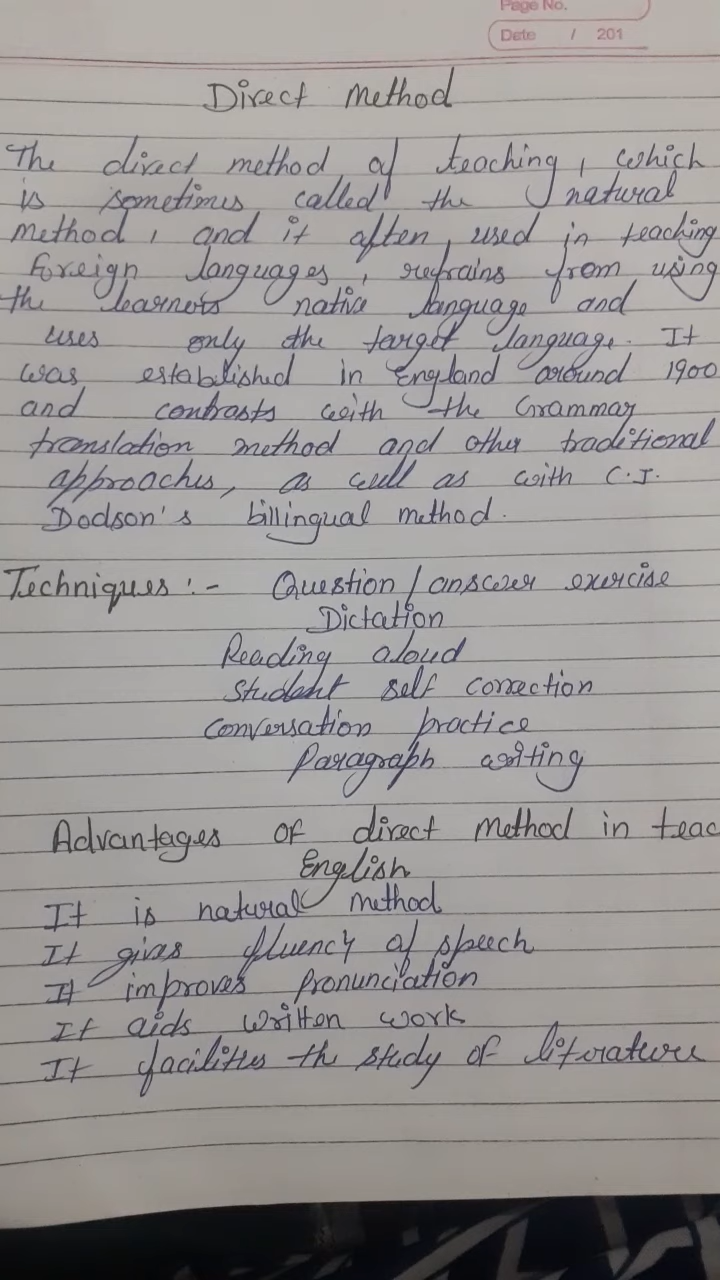 Page No.
Date / 201
Direct Method
The direct method of teaching, which
is sometimes called the natural
method, and it often used in teaching
foreign languages, refrains from using
the learners native language and
uses only the target language. It
was established in England around 1900
and contrasts with the Grammar
translation method and other traditional
approaches, as well as with C.J.
Dodson's billingual method.
Techniques :- Question / answer exercise
Dictation
Reading aloud
Student self correction
Conversation practice
Paragraph writing
Advantages of direct method in teac
English
It is natural method
It gives fluency of speech
It improves pronunciation
It aids written work
It facilities the study of literature